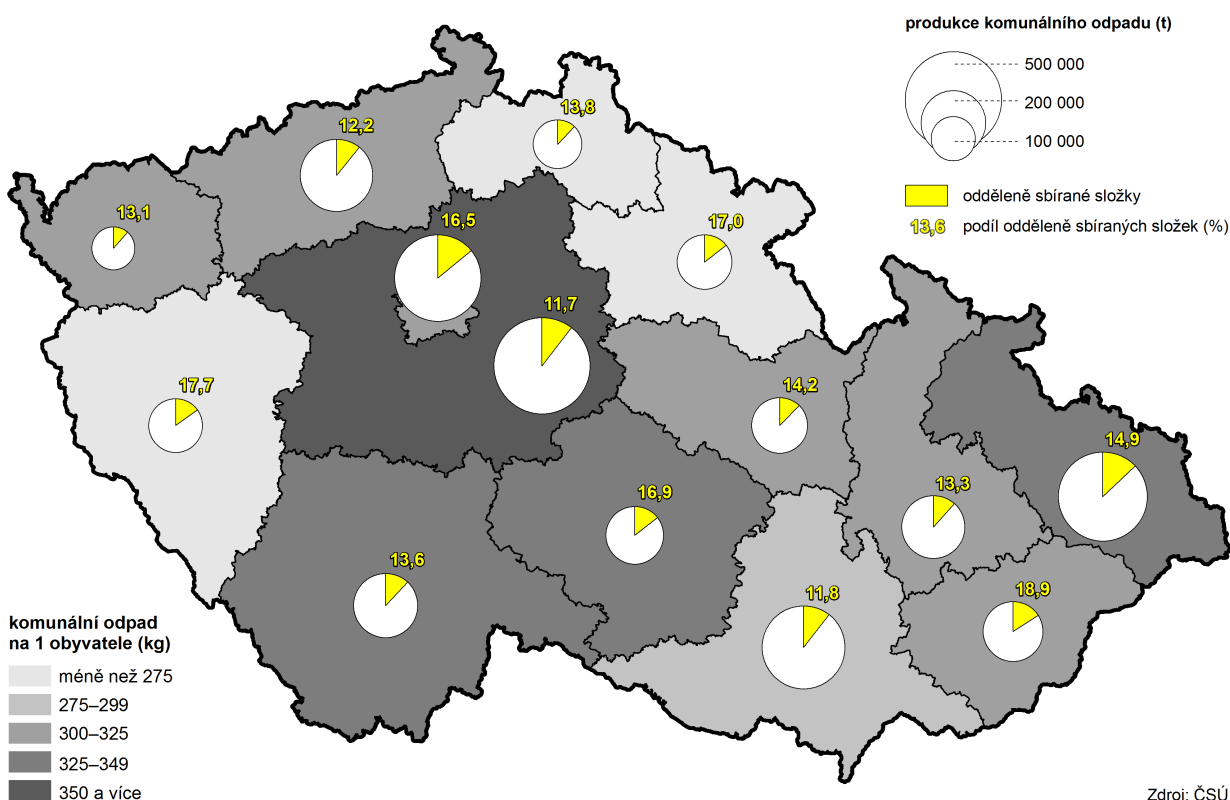 produkce komunálního odpadu (t)
500 000
200 000
100 000
odděleně sbírané složky
13,6 podíl odděleně sbíraných složek (%)
13,8
12,2
13,1
16,5
17,0
11,7
17,7
14,2
14,9
16,9
13,3
13,6
11,8
18,9
komunální odpad
na 1 obyvatele (kg)
méně než 275
275–299
300–325
325–349
350 a více
Zdroj: ČSÚ